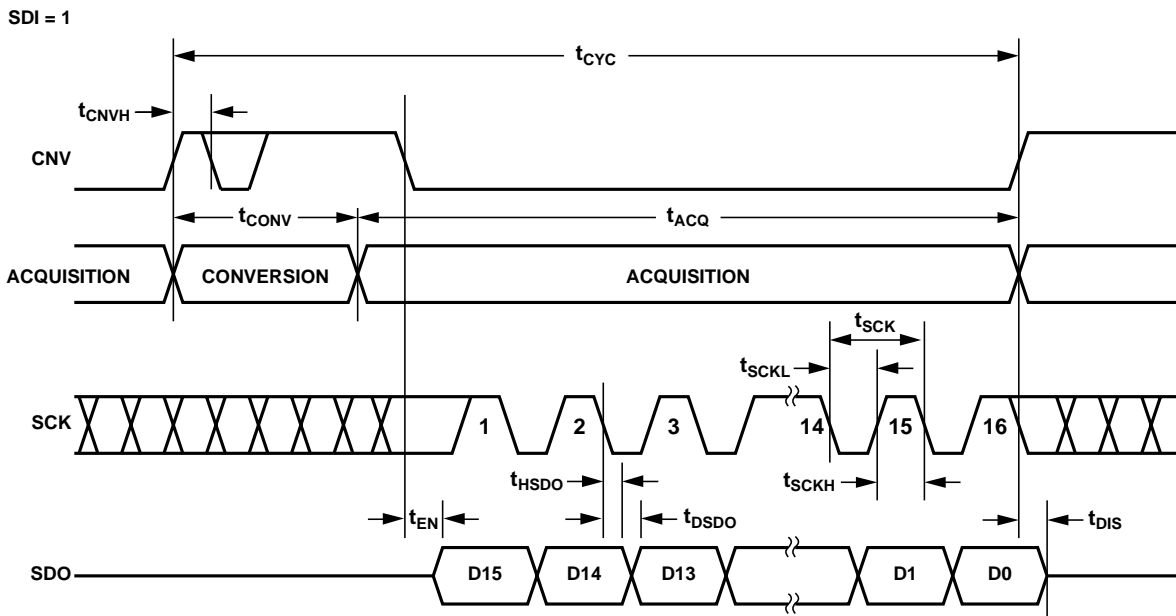 SDI = 1
tCYC
tCNVH
CNV
tCONV
tACQ
ACQUISITION
CONVERSION
ACQUISITION
tSCK
tSCKL
SCK
1
2
3
14
15
16
tHSDO
tSCKH
tEN
tDSDO
tDIS
SDO
D15
D14
D13
D1
D0